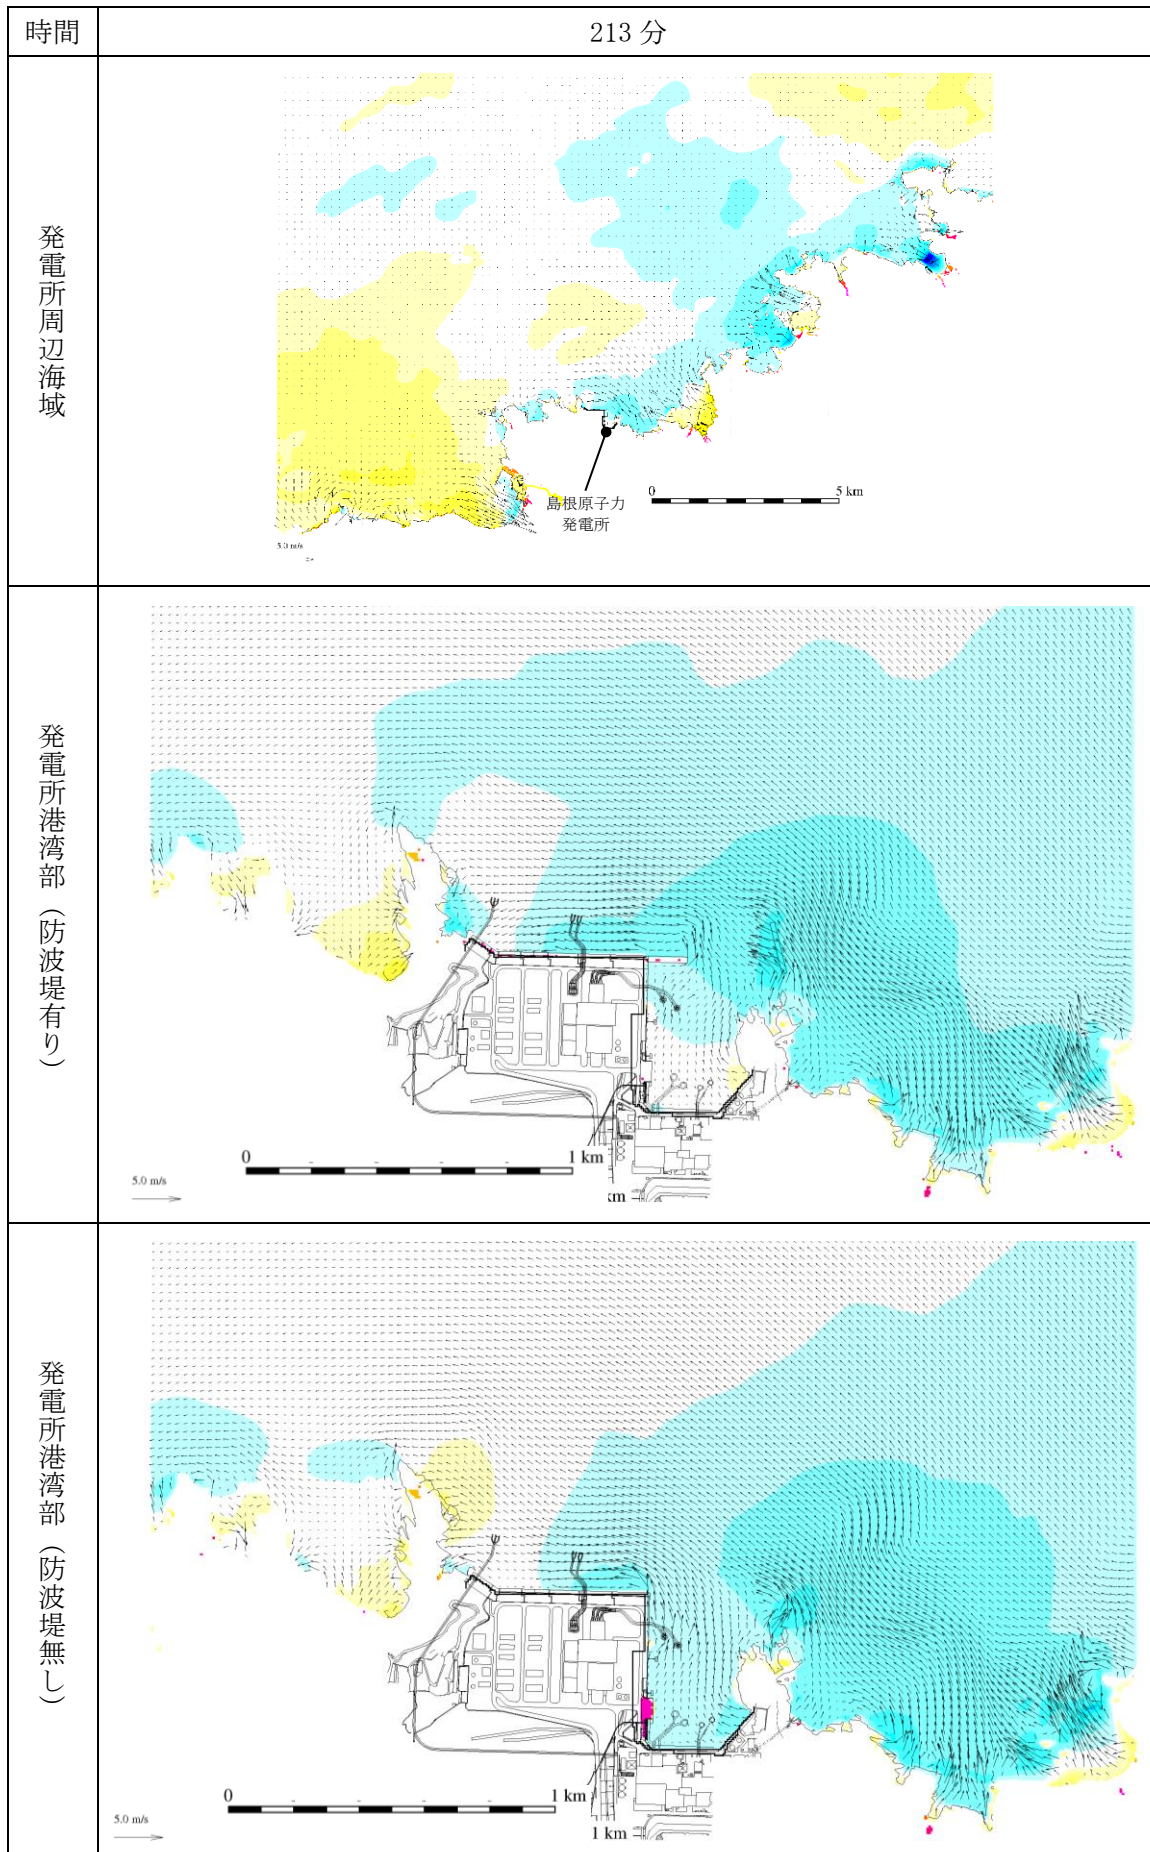 時間
213 分
発電所周辺海域
島根原子力
発電所
0
5 km
5.0 m/s
発電所港湾部（防波堤有り）
0
1 km
5.0 m/s
km
発電所港湾部（防波堤無し）
0
1 km
5.0 m/s
1 km